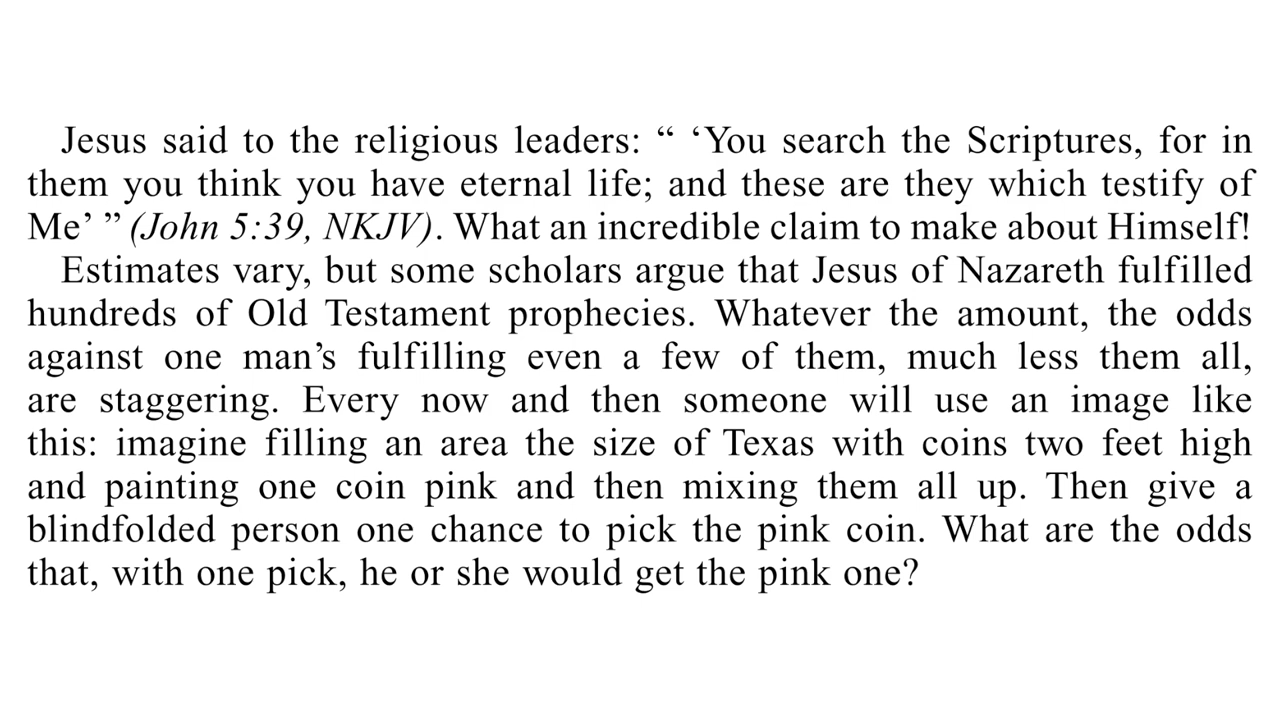 Jesus said to the religious leaders: “ ‘You search the Scriptures, for in
them you think you have eternal life; and these are they which testify of
Me’ ” (John 5:39, NKJV). What an incredible claim to make about Himself!
Estimates vary, but some scholars argue that Jesus of Nazareth fulfilled
hundreds of Old Testament prophecies. Whatever the amount, the odds
against one man’s fulfilling even a few of them, much less them all,
are staggering. Every now and then someone will use an image like
this: imagine filling an area the size of Texas with coins two feet high
and painting one coin pink and then mixing them all up. Then give a
blindfolded person one chance to pick the pink coin. What are the odds
that, with one pick, he or she would get the pink one?